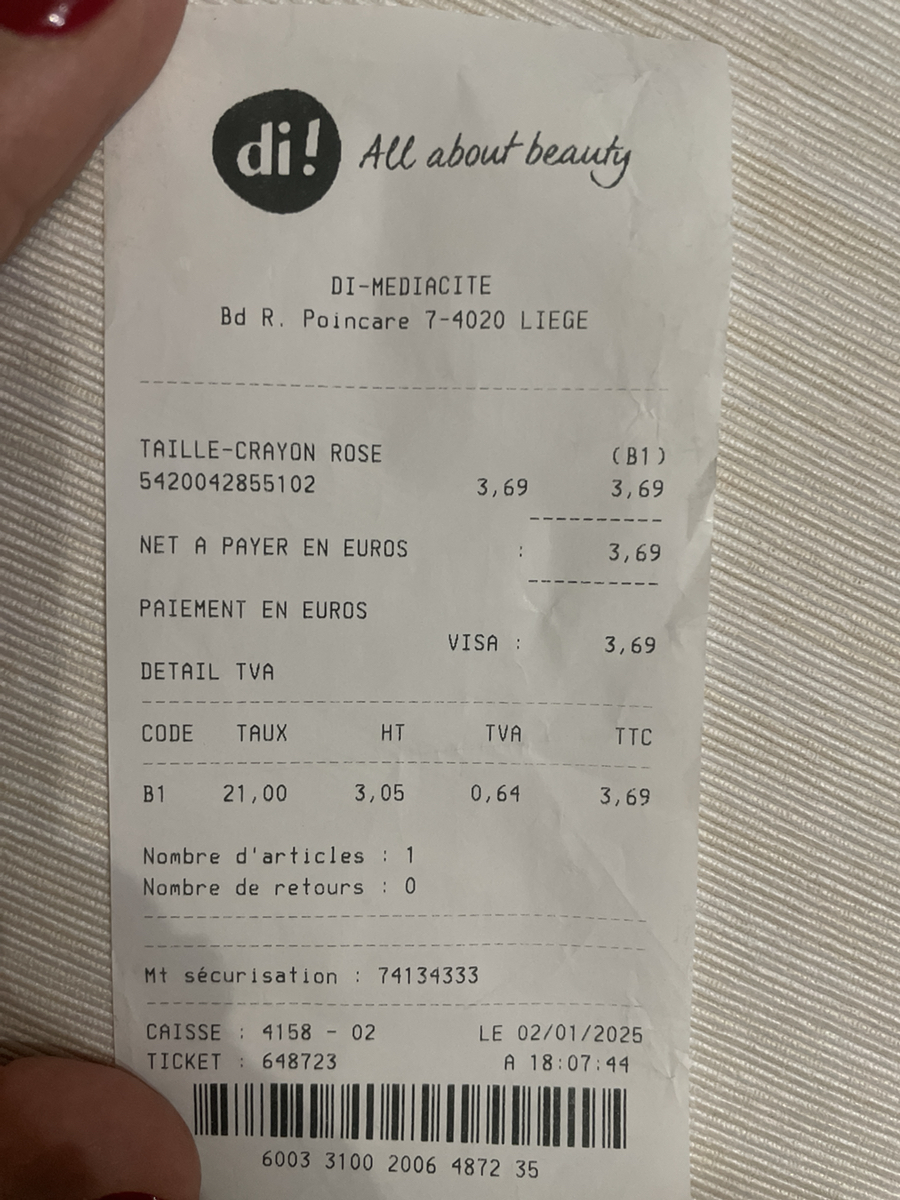 di! All about beauty
DI-MEDIACITE
Bd R. Poincare 7-4020 LIEGE
TAILLE-CRAYON ROSE (B1)
5420042855102 3,69 3,69
NET A PAYER EN EUROS : 3,69
PAIEMENT EN EUROS
VISA : 3,69
DETAIL TVA
CODE TAUX HT TVA TTC
B1 21,00 3,05 0,64 3,69
Nombre d'articles : 1
Nombre de retours : 0
Mt sécurisation : 74134333
CAISSE : 4158 - 02 LE 02/01/2025
TICKET : 648723 A 18:07:44
6003 3100 2006 4872 35